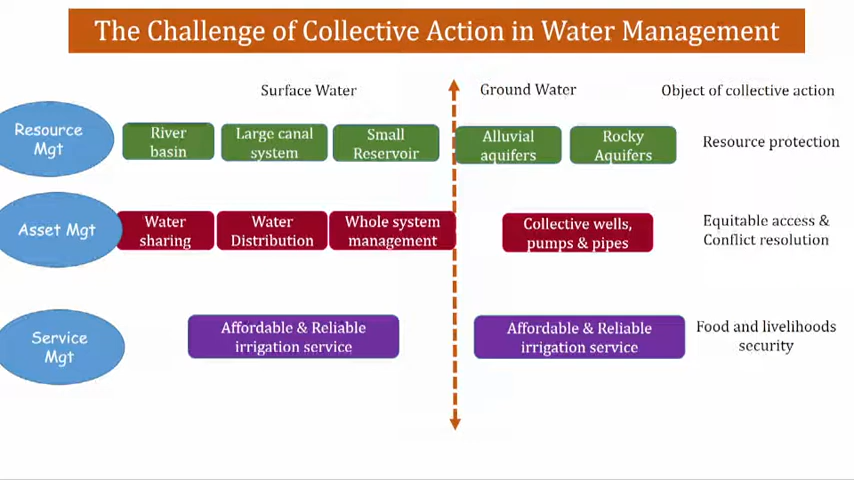 The Challenge of Collective Action in Water Management
Surface Water
Ground Water
Object of collective action
Resource
Mgt
River
basin
Large canal
system
Small
Reservoir
Alluvial
aquifers
Rocky
Aquifers
Resource protection
Asset Mgt
Water
sharing
Water
Distribution
Whole system
management
Collective wells,
pumps & pipes
Equitable access &
Conflict resolution
Service
Mgt
Affordable & Reliable
irrigation service
Affordable & Reliable
irrigation service
Food and livelihoods
security